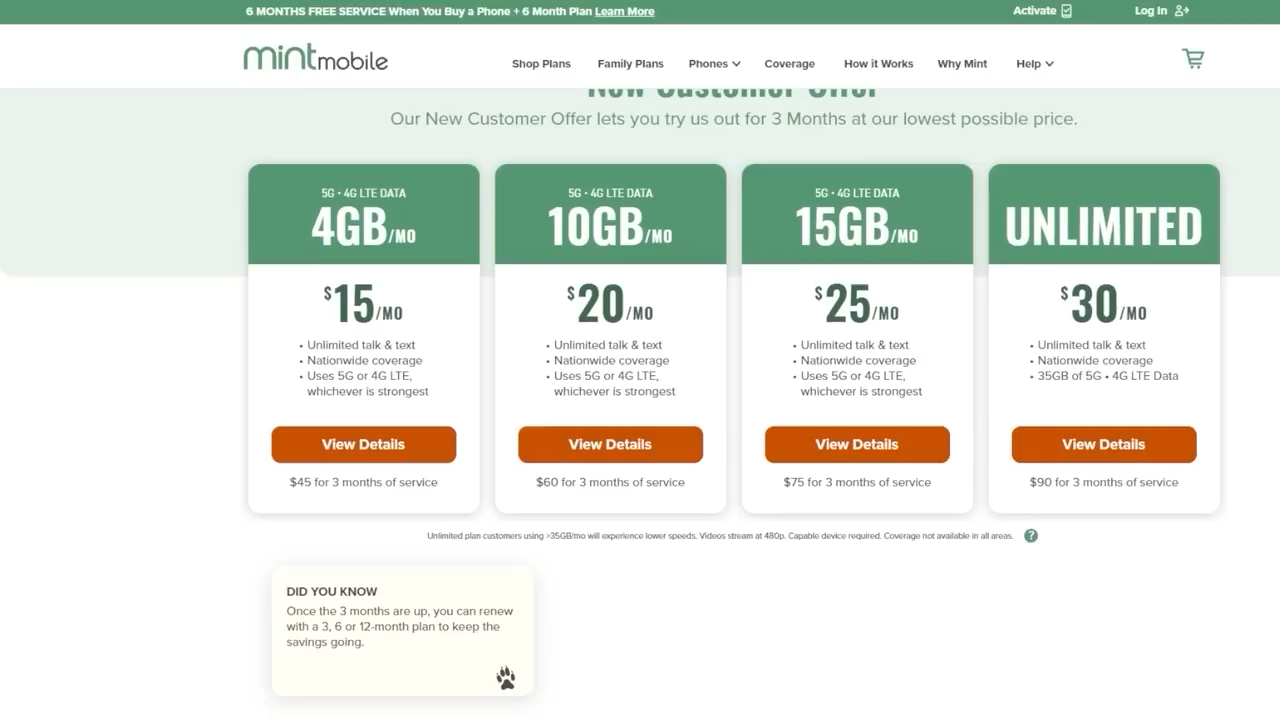 6 MONTHS FREE SERVICE When You Buy a Phone + 6 Month Plan Learn More
Activate
Log In
mintmobile
Shop Plans
Family Plans
Phones
Coverage
How it Works
Why Mint
Help
New Customer Offer
Our New Customer Offer lets you try us out for 3 Months at our lowest possible price.
5G • 4G LTE DATA
4GB/MO
$15/MO
• Unlimited talk & text
• Nationwide coverage
• Uses 5G or 4G LTE,
whichever is strongest
View Details
$45 for 3 months of service
5G • 4G LTE DATA
10GB/MO
$20/MO
• Unlimited talk & text
• Nationwide coverage
• Uses 5G or 4G LTE,
whichever is strongest
View Details
$60 for 3 months of service
5G • 4G LTE DATA
15GB/MO
$25/MO
• Unlimited talk & text
• Nationwide coverage
• Uses 5G or 4G LTE,
whichever is strongest
View Details
$75 for 3 months of service
UNLIMITED
$30/MO
• Unlimited talk & text
• Nationwide coverage
• 35GB of 5G • 4G LTE Data
View Details
$90 for 3 months of service
Unlimited plan customers using >35GB/mo will experience lower speeds. Videos stream at 480p. Capable device required. Coverage not available in all areas. ?
DID YOU KNOW
Once the 3 months are up, you can renew
with a 3, 6 or 12-month plan to keep the
savings going.